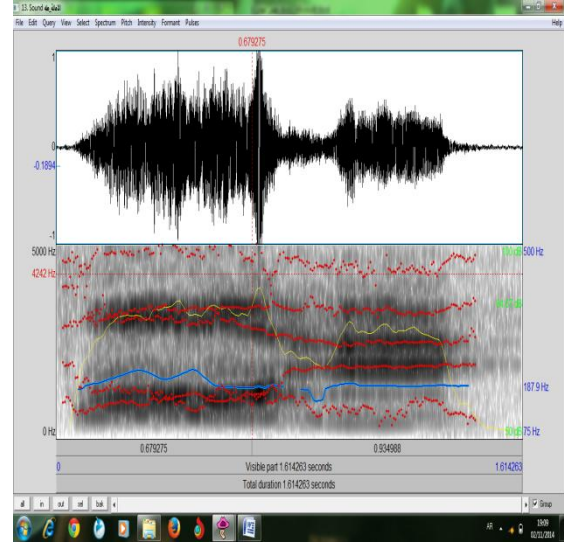 13. Sound
File Edit Query View Select Spectrum Pitch Intensity Formant Pulses Help
0.679275
1
0
-0.1894
-1
5000 Hz 500 Hz
4242 Hz
187.9 Hz
0 Hz 75 Hz
0.679275 0.934988
0 Visible part 1.614263 seconds 1.614263
Total duration 1.614263 seconds
all in out sel bak Group
AR 19:09
02/11/2014